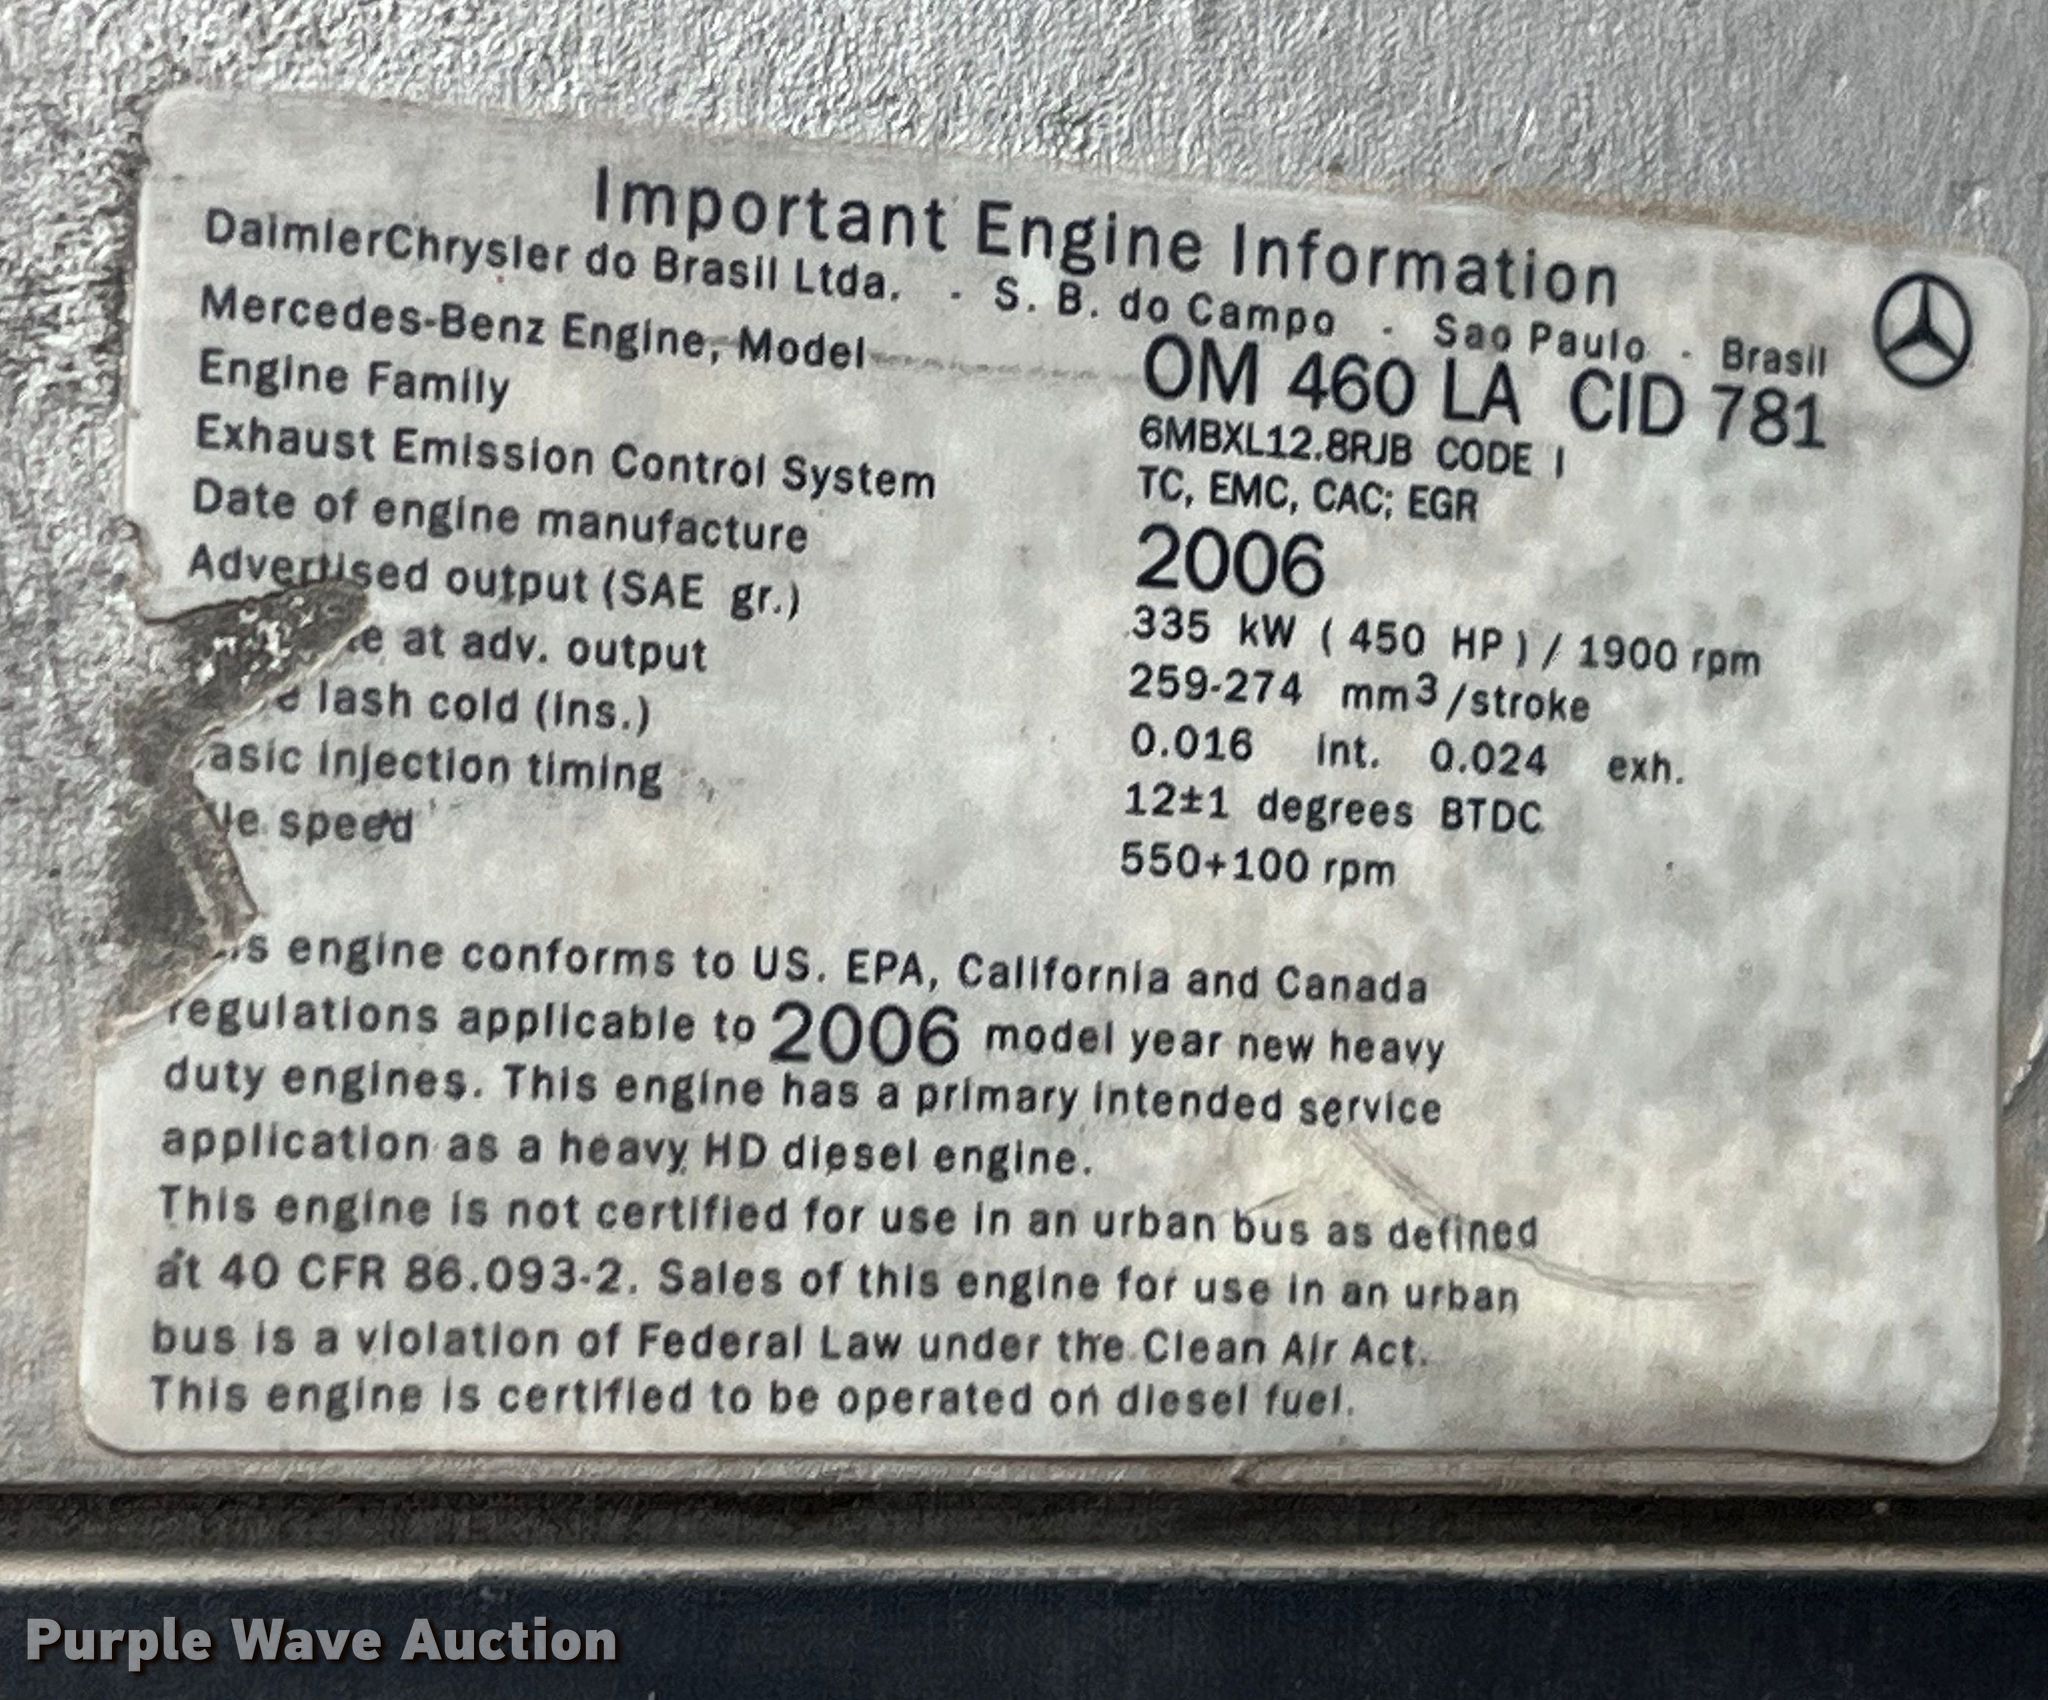 Important Engine Information
DaimlerChrysler do Brasil Ltda. - S. B. do Campo - Sao Paulo - Brasil
Mercedes-Benz Engine, Model OM 460 LA CID 781
Engine Family 6MBXL12.8RJB CODE I
Exhaust Emission Control System TC, EMC, CAC; EGR
Date of engine manufacture 2006
Advertised output (SAE gr.) 335 kW ( 450 HP ) / 1900 rpm
at adv. output 259-274 mm3/stroke
lash cold (ins.) 0.016 int. 0.024 exh.
asic injection timing 12±1 degrees BTDC
le speed 550+100 rpm
is engine conforms to US. EPA, California and Canada
regulations applicable to 2006 model year new heavy
duty engines. This engine has a primary intended service
application as a heavy HD diesel engine.
This engine is not certified for use in an urban bus as defined
at 40 CFR 86.093-2. Sales of this engine for use in an urban
bus is a violation of Federal Law under the Clean Air Act.
This engine is certified to be operated on diesel fuel.
Purple Wave Auction